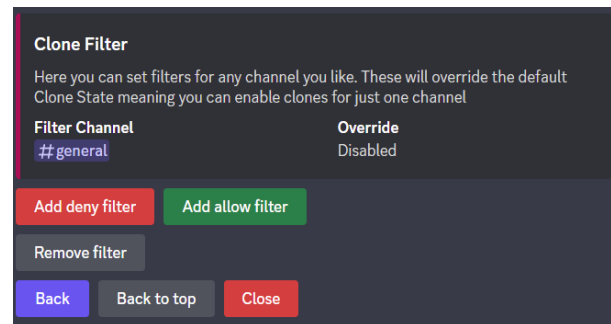 Clone Filter
Here you can set filters for any channel you like. These will override the default
Clone State meaning you can enable clones for just one channel
Filter Channel Override
#general Disabled
Add deny filter Add allow filter
Remove filter
Back Back to top Close